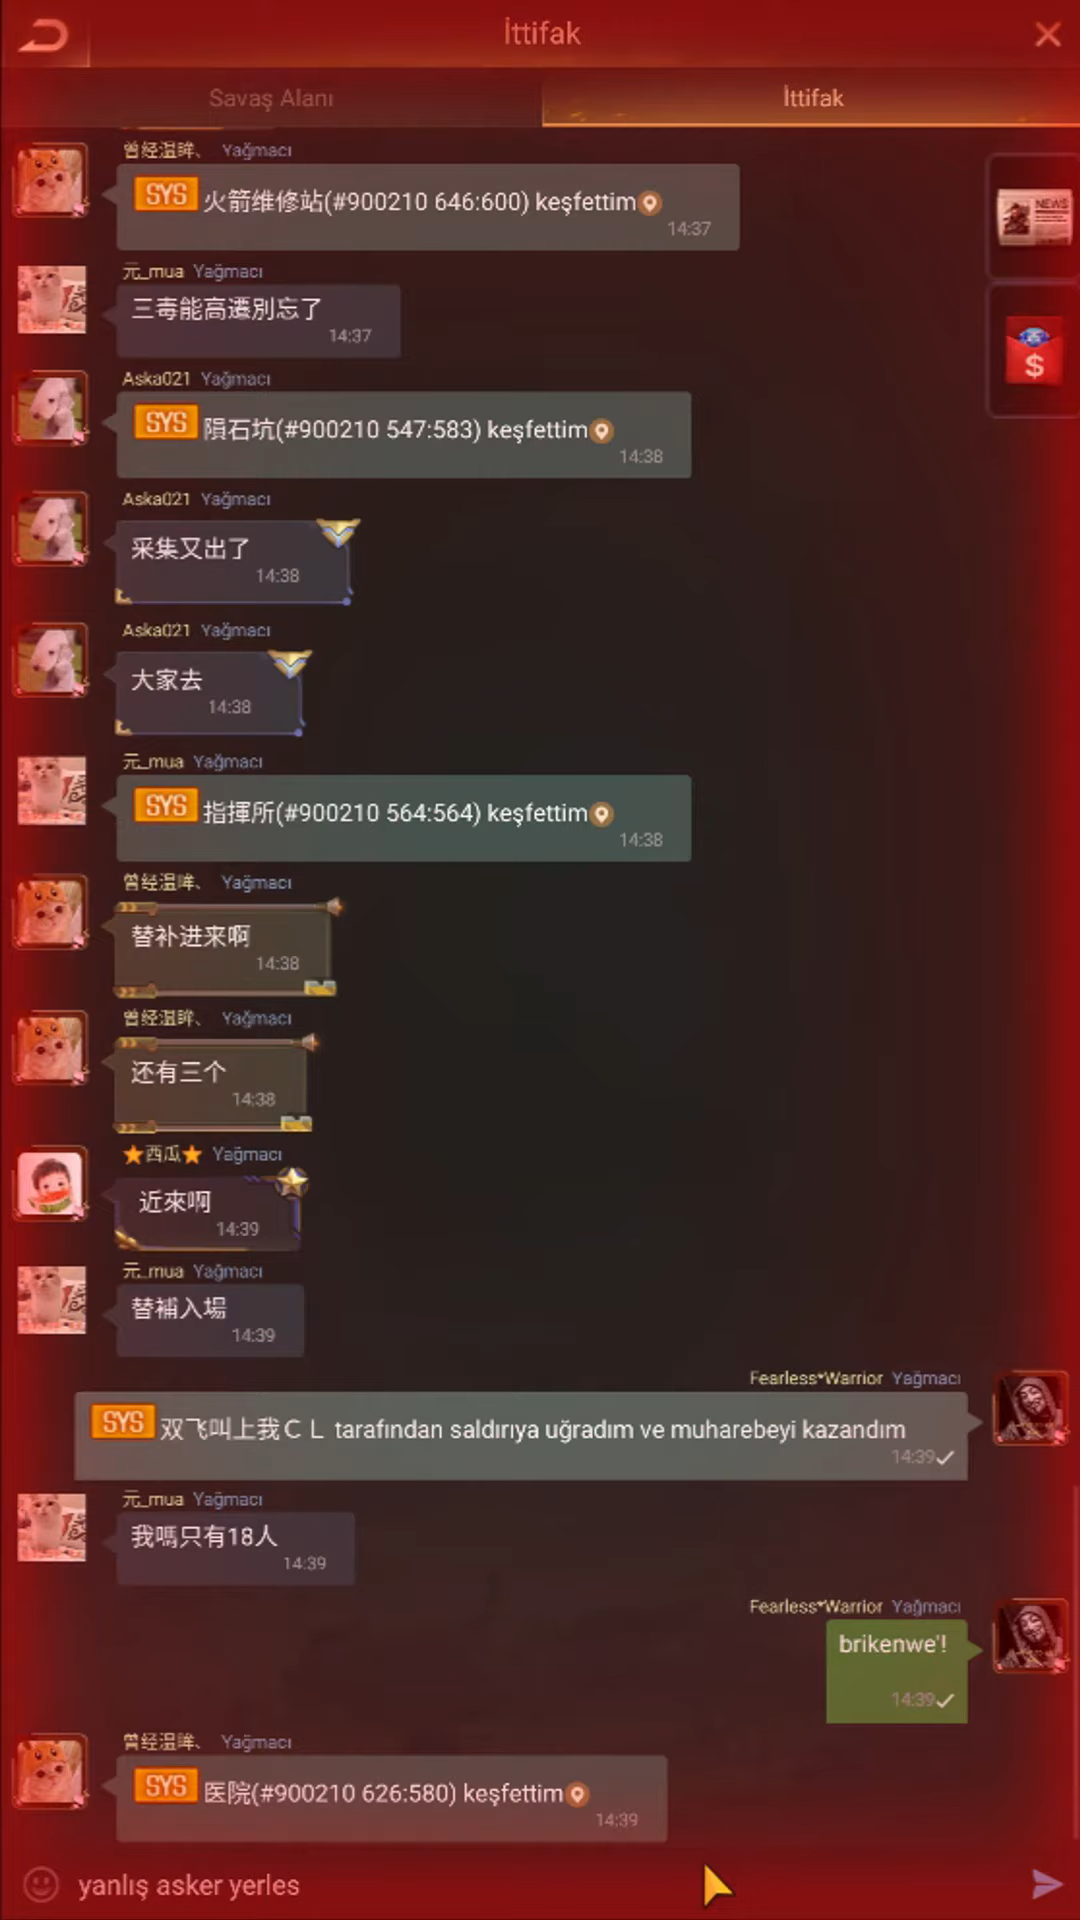 İttifak
Savaş Alanı
İttifak
曾经温眸、 Yağmacı
SYS 火箭维修站(#900210 646:600) keşfettim
14:37
NEWS
元_mua Yağmacı
三毒能高遷別忘了
14:37
$
Aska021 Yağmacı
SYS 陨石坑(#900210 547:583) keşfettim
14:38
Aska021 Yağmacı
采集又出了
14:38
Aska021 Yağmacı
大家去
14:38
元_mua Yağmacı
SYS 指揮所(#900210 564:564) keşfettim
14:38
曾经温眸、 Yağmacı
替补进来啊
14:38
曾经温眸、 Yağmacı
还有三个
14:38
★西瓜★ Yağmacı
近來啊
14:39
元_mua Yağmacı
替補入場
14:39
Fearless*Warrior Yağmacı
SYS 双飞叫上我ＣＬ tarafından saldırıya uğradım ve muharebeyi kazandım
14:39
元_mua Yağmacı
我嗎只有18人
14:39
Fearless*Warrior Yağmacı
brikenwe'!
14:39
曾经温眸、 Yağmacı
SYS 医院(#900210 626:580) keşfettim
14:39
yanlış asker yerles